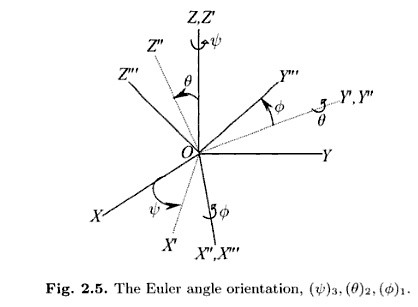 Z,Z'
ψ
Z''
θ
Z'''
Y'''
Y',Y''
ϕ
θ
O
Y
X
ψ
ϕ
X'
X'',X'''
Fig. 2.5. The Euler angle orientation, (ψ)₃, (θ)₂, (ϕ)₁.